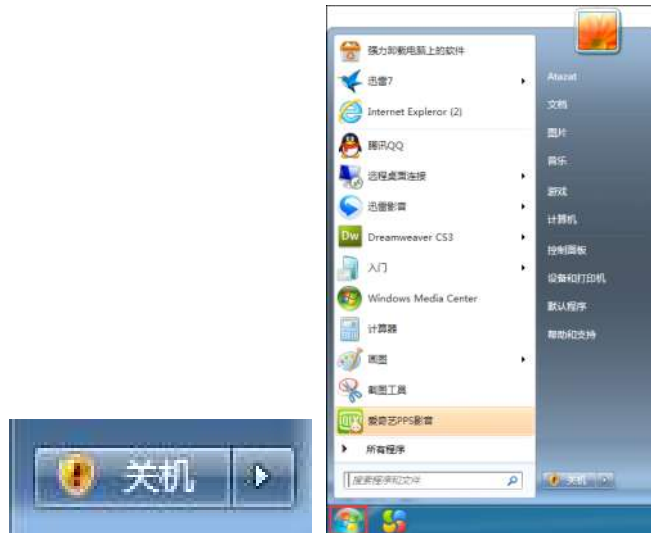 关机
强力卸载电脑上的软件
迅雷7
Internet Expleror (2)
腾讯QQ
远程桌面连接
迅雷影音
Dw
Dreamweaver CS3
入门
Windows Media Center
计算器
画图
截图工具
爱奇艺PPS影音
所有程序
搜索程序和文件
Atazat
文档
图片
音乐
游戏
计算机
控制面板
设备和打印机
默认程序
帮助和支持
关机